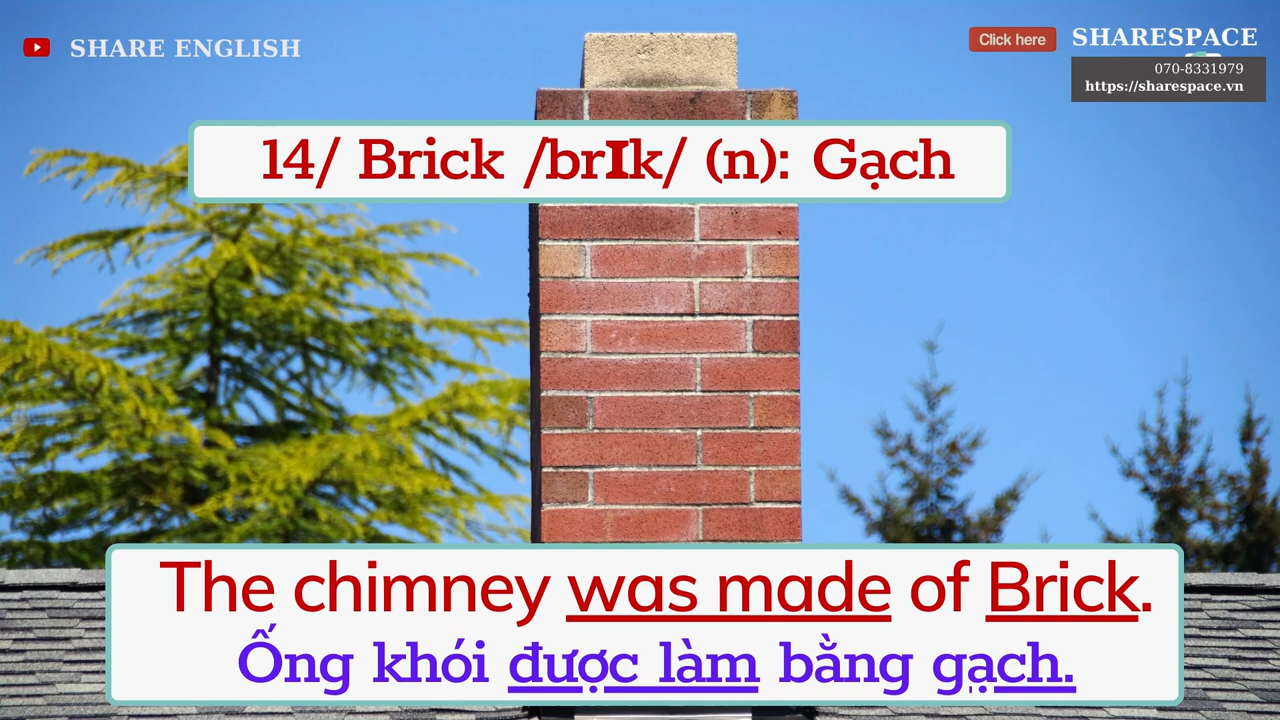 SHARE ENGLISH
Click here
SHARESPACE
070-8331979
https://sharespace.vn
14/ Brick /brɪk/ (n): Gạch
The chimney was made of Brick.
Ống khói được làm bằng gạch.